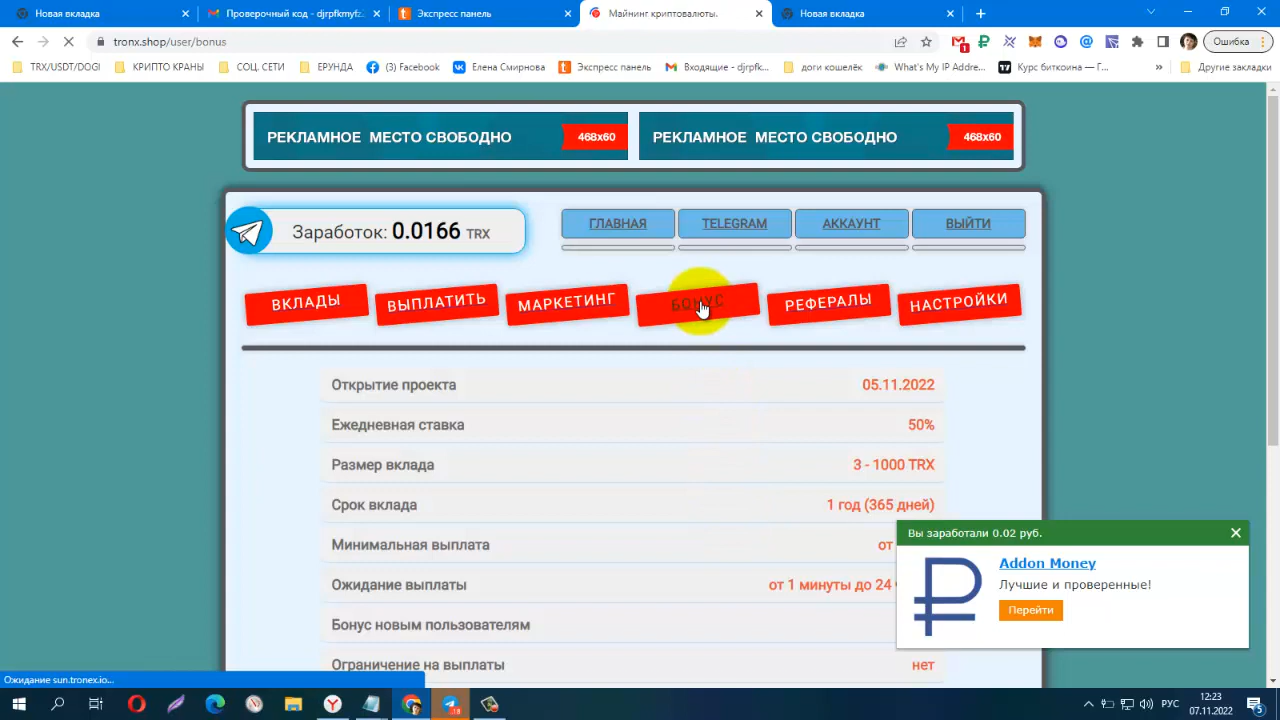 Новая вкладка
Проверочный код - djrpfkmyfz
Экспресс панель
Майнинг криптовалюты.
Новая вкладка
tronx.shop/user/bonus
Ошибка
TRX/USDT/DOGI
КРИПТО КРАНЫ
СОЦ. СЕТИ
ЕРУНДА
(3) Facebook
Елена Смирнова
Экспресс панель
Входящие - djrpfk...
доги кошелёк
What's My IP Addre...
Курс биткоина — Г...
Другие закладки
РЕКЛАМНОЕ МЕСТО СВОБОДНО 468x60
РЕКЛАМНОЕ МЕСТО СВОБОДНО 468x60
Заработок: 0.0166 TRX
ГЛАВНАЯ
TELEGRAM
АККАУНТ
ВЫЙТИ
ВКЛАДЫ
ВЫПЛАТИТЬ
МАРКЕТИНГ
БОНУС
РЕФЕРАЛЫ
НАСТРОЙКИ
Открытие проекта 05.11.2022
Ежедневная ставка 50%
Размер вклада 3 - 1000 TRX
Срок вклада 1 год (365 дней)
Минимальная выплата от
Ожидание выплаты от 1 минуты до 24
Бонус новым пользователям
Ограничение на выплаты нет
Вы заработали 0.02 руб.
Addon Money
Лучшие и проверенные!
Перейти
Ожидание sun.tronex.io...
РУС
12:23
07.11.2022